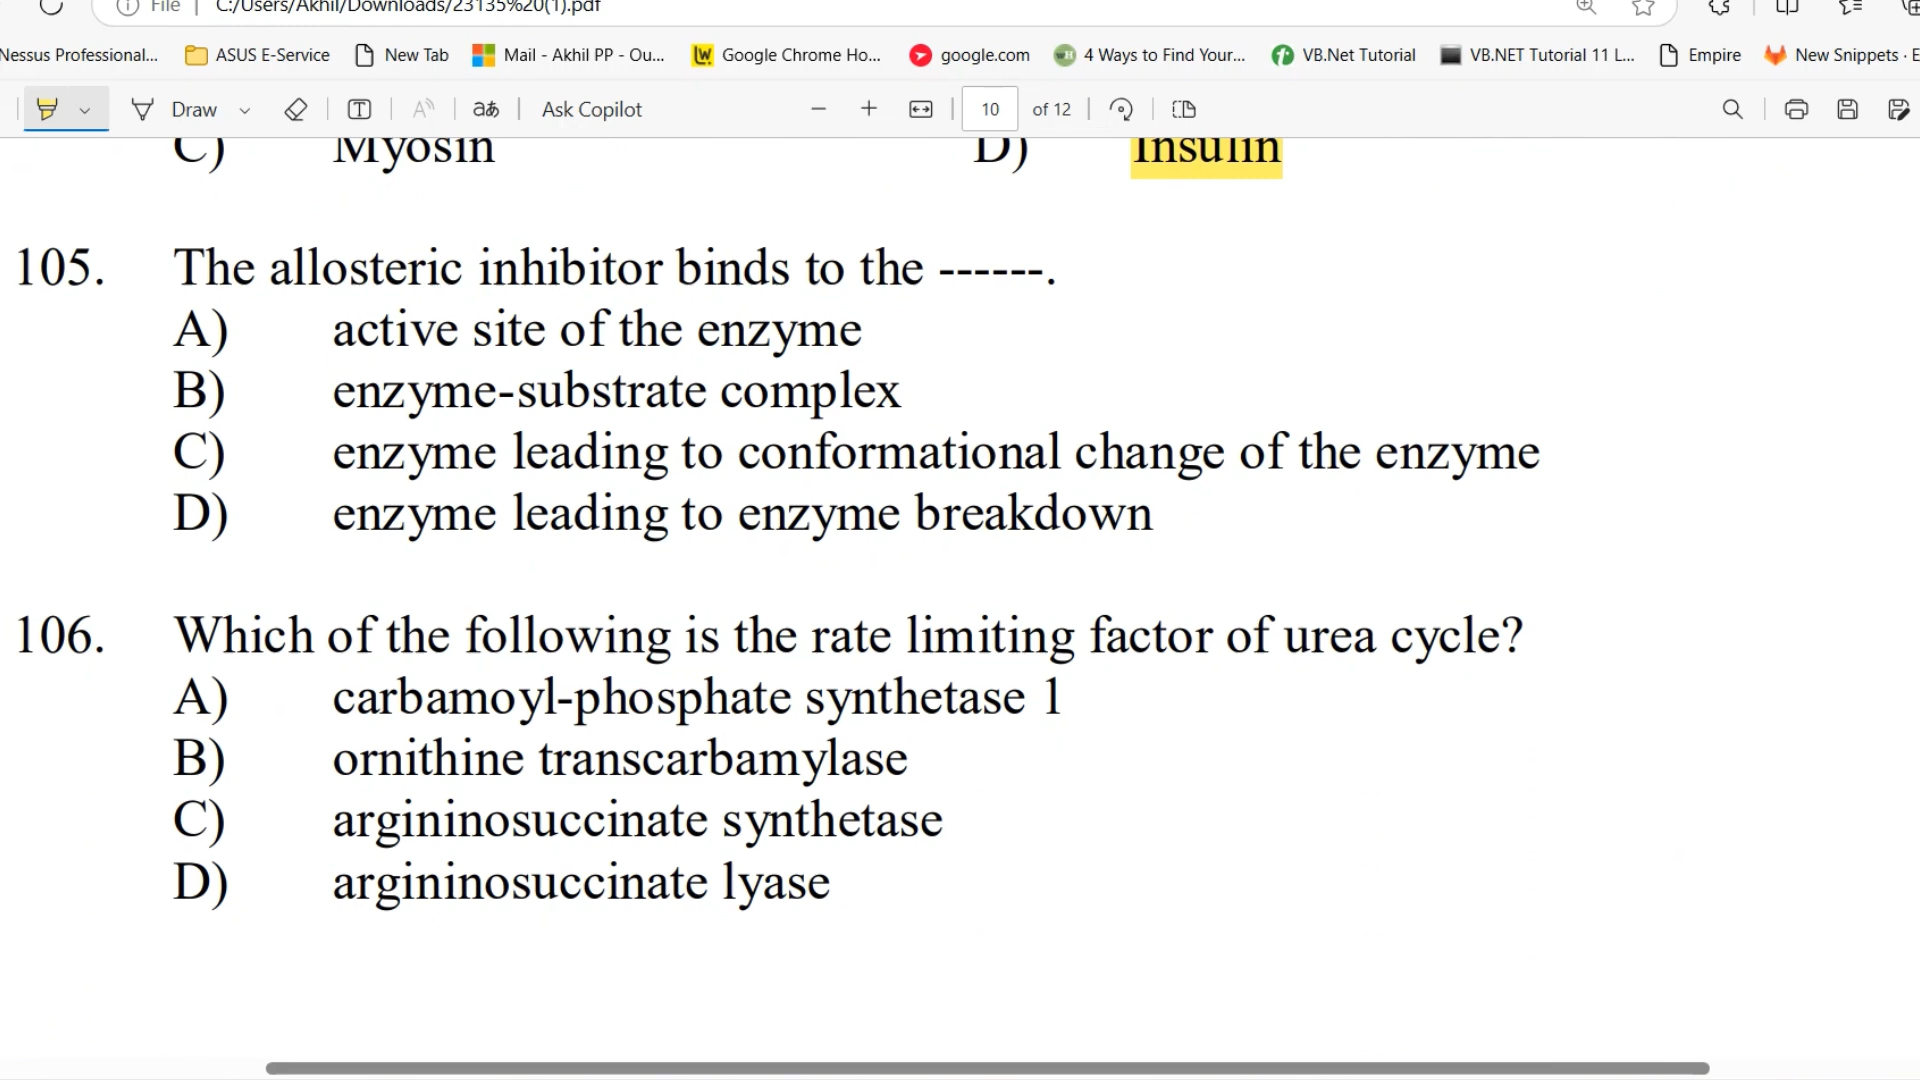 File | C:/Users/Akhil/Downloads/23135%20(1).pdf
Nessus Professional... ASUS E-Service New Tab Mail - Akhil PP - Ou... Google Chrome Ho... google.com 4 Ways to Find Your... VB.Net Tutorial VB.NET Tutorial 11 L... Empire New Snippets · E
Draw aあ Ask Copilot 10 of 12
C) Myosin D) Insulin
105. The allosteric inhibitor binds to the ------.
A) active site of the enzyme
B) enzyme-substrate complex
C) enzyme leading to conformational change of the enzyme
D) enzyme leading to enzyme breakdown
106. Which of the following is the rate limiting factor of urea cycle?
A) carbamoyl-phosphate synthetase 1
B) ornithine transcarbamylase
C) argininosuccinate synthetase
D) argininosuccinate lyase